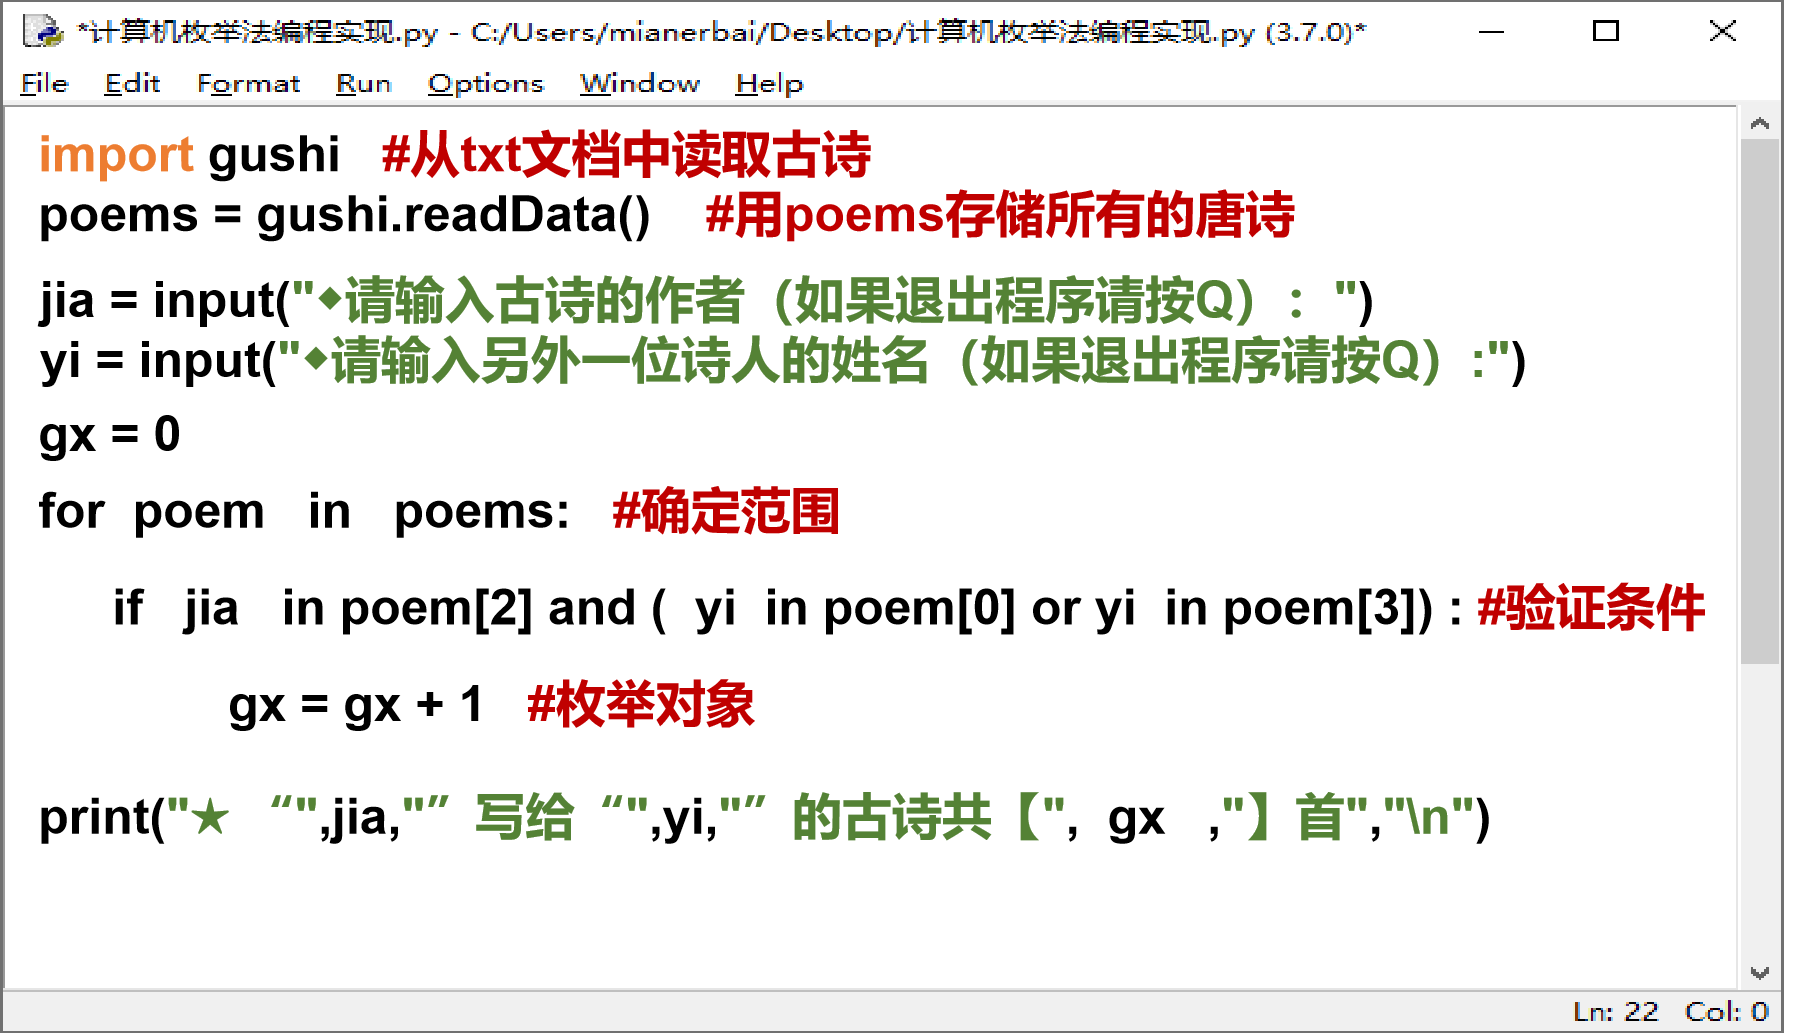 *计算机枚举法编程实现.py - C:/Users/mianerbai/Desktop/计算机枚举法编程实现.py (3.7.0)*
File Edit Format Run Options Window Help
import gushi #从txt文档中读取古诗
poems = gushi.readData() #用poems存储所有的唐诗
jia = input("◆请输入古诗的作者（如果退出程序请按Q）：")
yi = input("◆请输入另外一位诗人的姓名（如果退出程序请按Q）:")
gx = 0
for poem in poems: #确定范围
if jia in poem[2] and ( yi in poem[0] or yi in poem[3]) : #验证条件
gx = gx + 1 #枚举对象
print("★ “",jia,"”写给“",yi,"”的古诗共【", gx ,"】首","\n")
Ln: 22 Col: 0